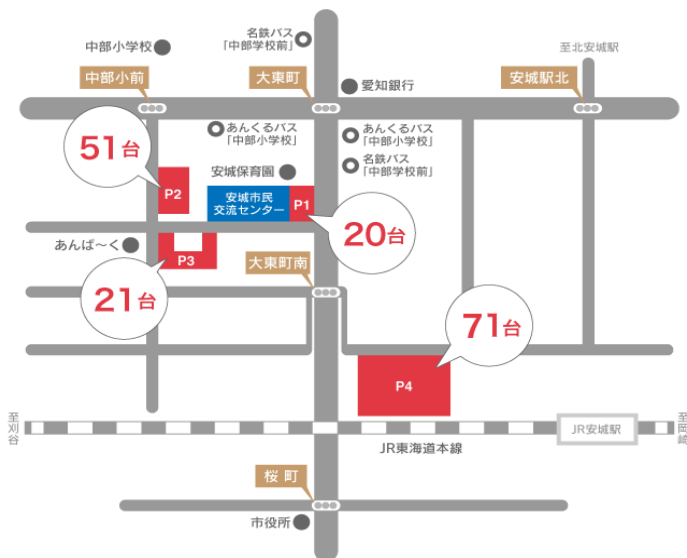 名鉄バス
「中部学校前」
中部小学校
至北安城駅
中部小前
大東町
愛知銀行
安城駅北
51台
あんくるバス
「中部小学校」
あんくるバス
「中部小学校」
名鉄バス
「中部学校前」
安城保育園
P2
安城市民
交流センター
P1
20台
あんぱ～く
P3
大東町南
21台
71台
P4
至刈谷
至岡崎
JR安城駅
JR東海道本線
桜町
市役所